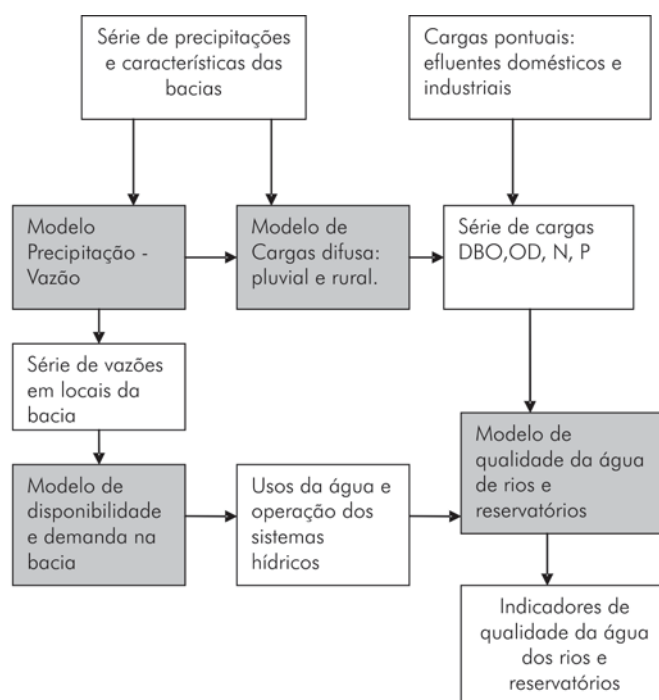 Série de precipitações
e características das
bacias
Cargas pontuais:
efluentes domésticos e
industriais
Modelo
Precipitação -
Vazão
Modelo de
Cargas difusa:
pluvial e rural.
Série de cargas
DBO,OD, N, P
Série de vazões
em locais da
bacia
Modelo de
disponibilidade
e demanda na
bacia
Usos da água e
operação dos
sistemas
hídricos
Modelo de
qualidade da água
de rios e
reservatórios
Indicadores de
qualidade da água
dos rios e
reservatórios